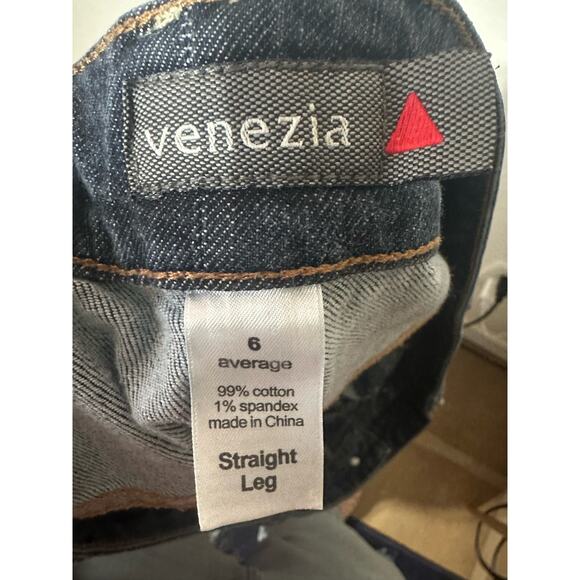 venezia
6
average
99% cotton
1% spandex
made in China
Straight
Leg